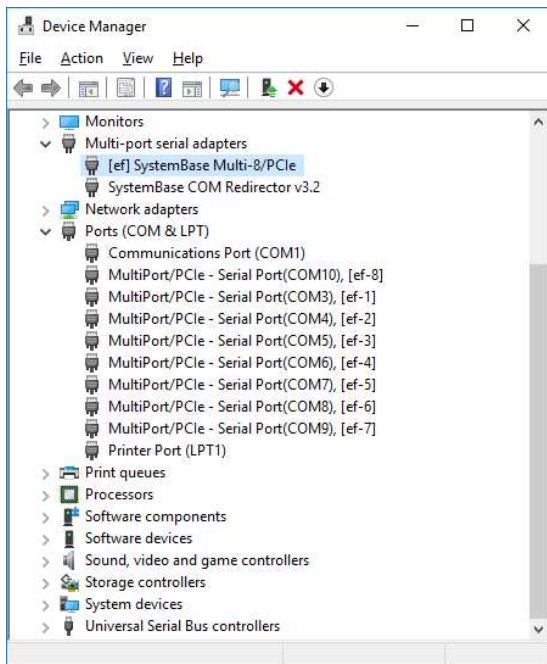 Device Manager
File Action View Help
Monitors
Multi-port serial adapters
[ef] SystemBase Multi-8/PCIe
SystemBase COM Redirector v3.2
Network adapters
Ports (COM & LPT)
Communications Port (COM1)
MultiPort/PCIe - Serial Port(COM10), [ef-8]
MultiPort/PCIe - Serial Port(COM3), [ef-1]
MultiPort/PCIe - Serial Port(COM4), [ef-2]
MultiPort/PCIe - Serial Port(COM5), [ef-3]
MultiPort/PCIe - Serial Port(COM6), [ef-4]
MultiPort/PCIe - Serial Port(COM7), [ef-5]
MultiPort/PCIe - Serial Port(COM8), [ef-6]
MultiPort/PCIe - Serial Port(COM9), [ef-7]
Printer Port (LPT1)
Print queues
Processors
Software components
Software devices
Sound, video and game controllers
Storage controllers
System devices
Universal Serial Bus controllers